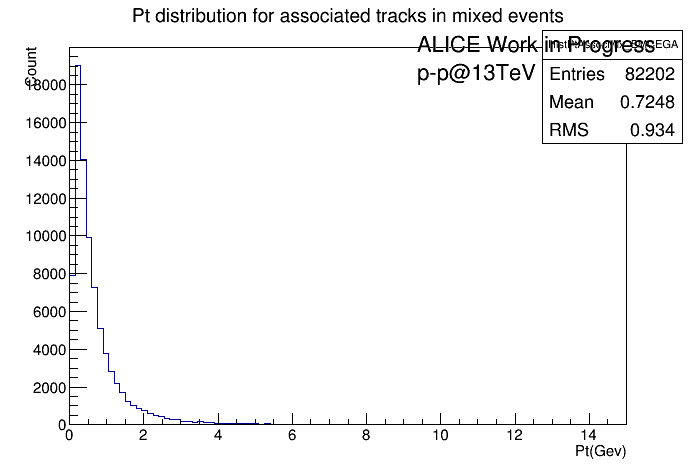 Pt distribution for associated tracks in mixed events
ALICE Work in Progress
p-p@13TeV
Entries 82202
Mean 0.7248
RMS 0.934
Count
18000
16000
14000
12000
10000
8000
6000
4000
2000
0
0 2 4 6 8 10 12 14
Pt(Gev)